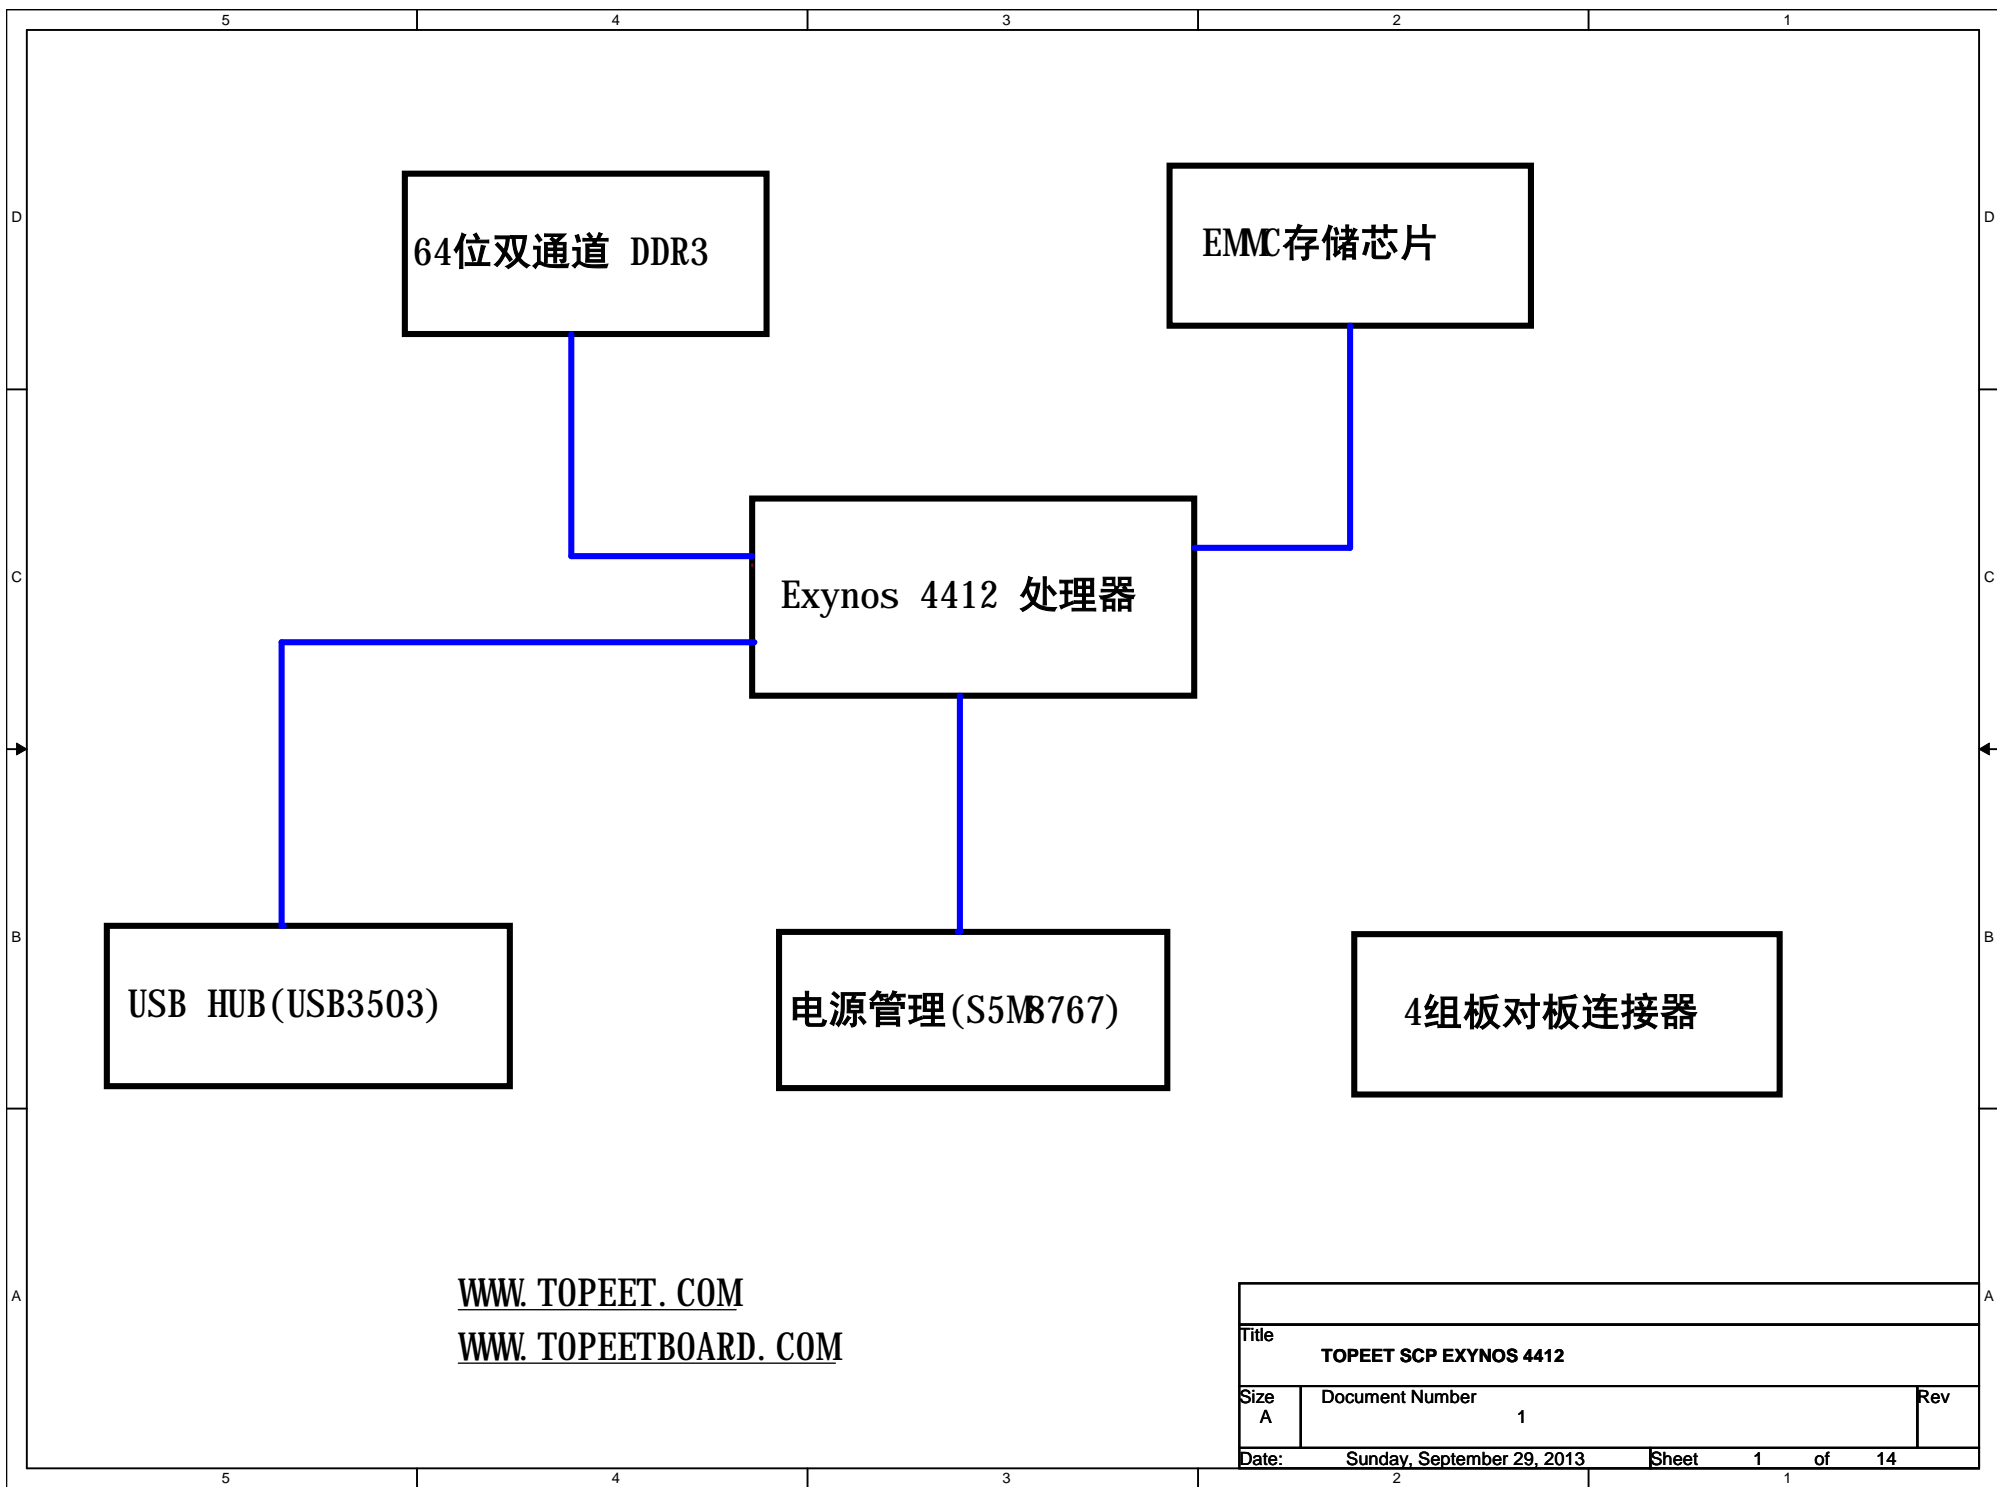 5 4 3 2 1
D D
64位双通道 DDR3
EMMC存储芯片
C C
Exynos 4412 处理器
B B
USB HUB(USB3503)
电源管理(S5M8767)
4组板对板连接器
A A
WWW.TOPEET.COM
WWW.TOPEETBOARD.COM
Title
TOPEET SCP EXYNOS 4412
Size Document Number Rev
A 1
Date: Sunday, September 29, 2013 Sheet 1 of 14
5 4 3 2 1